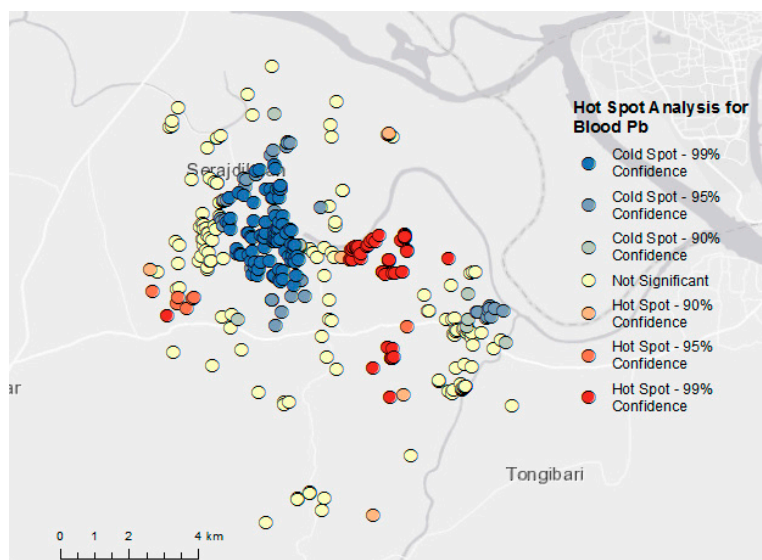 Hot Spot Analysis for
Blood Pb
Cold Spot - 99%
Confidence
Cold Spot - 95%
Confidence
Cold Spot - 90%
Confidence
Not Significant
Hot Spot - 90%
Confidence
Hot Spot - 95%
Confidence
Hot Spot - 99%
Confidence
ar
Tongibari
0 1 2 4 km